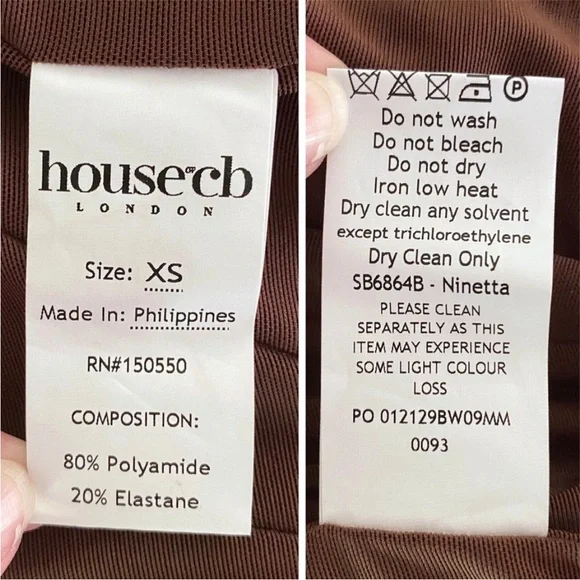 house of cb
LONDON
Size: XS
Made In: Philippines
RN#150550
COMPOSITION:
80% Polyamide
20% Elastane
P
Do not wash
Do not bleach
Do not dry
Iron low heat
Dry clean any solvent
except trichloroethylene
Dry Clean Only
SB6864B - Ninetta
PLEASE CLEAN
SEPARATELY AS THIS
ITEM MAY EXPERIENCE
SOME LIGHT COLOUR
LOSS
PO 012129BW09MM
0093